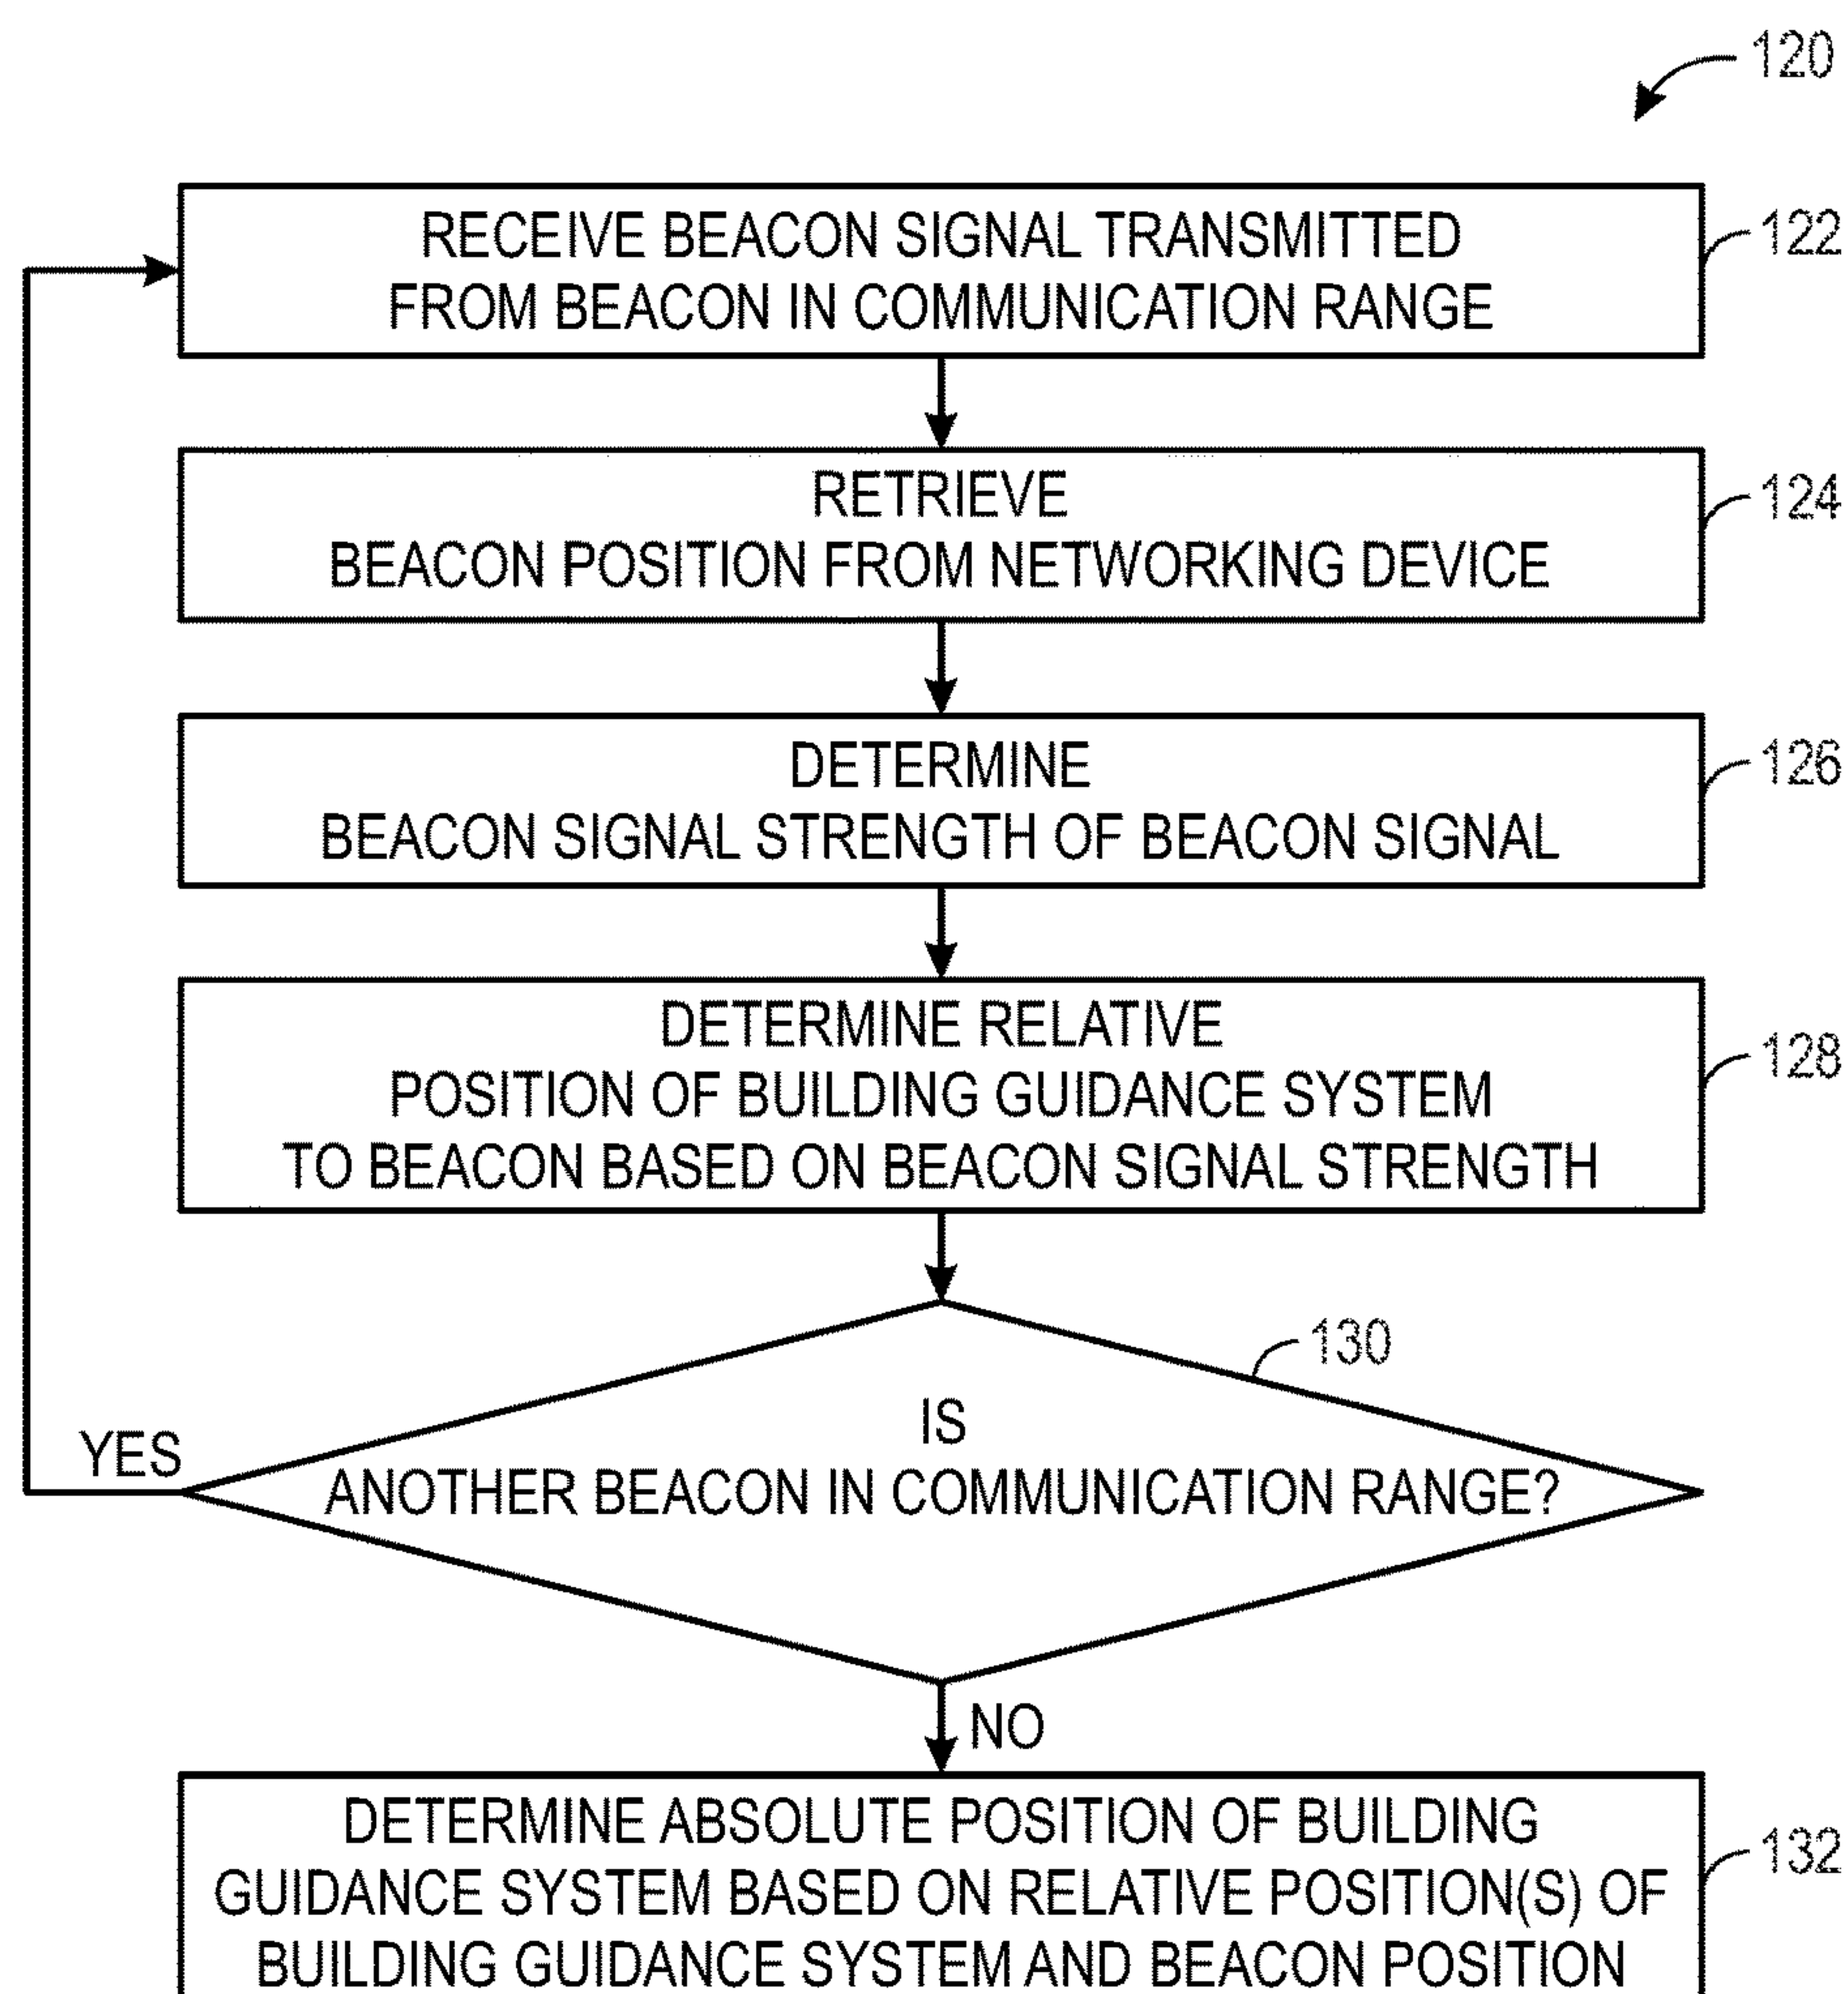 120
RECEIVE BEACON SIGNAL TRANSMITTED
FROM BEACON IN COMMUNICATION RANGE
122
RETRIEVE
BEACON POSITION FROM NETWORKING DEVICE
124
DETERMINE
BEACON SIGNAL STRENGTH OF BEACON SIGNAL
126
DETERMINE RELATIVE
POSITION OF BUILDING GUIDANCE SYSTEM
TO BEACON BASED ON BEACON SIGNAL STRENGTH
128
130
IS
ANOTHER BEACON IN COMMUNICATION RANGE?
YES
NO
DETERMINE ABSOLUTE POSITION OF BUILDING
GUIDANCE SYSTEM BASED ON RELATIVE POSITION(S) OF
BUILDING GUIDANCE SYSTEM AND BEACON POSITION
132